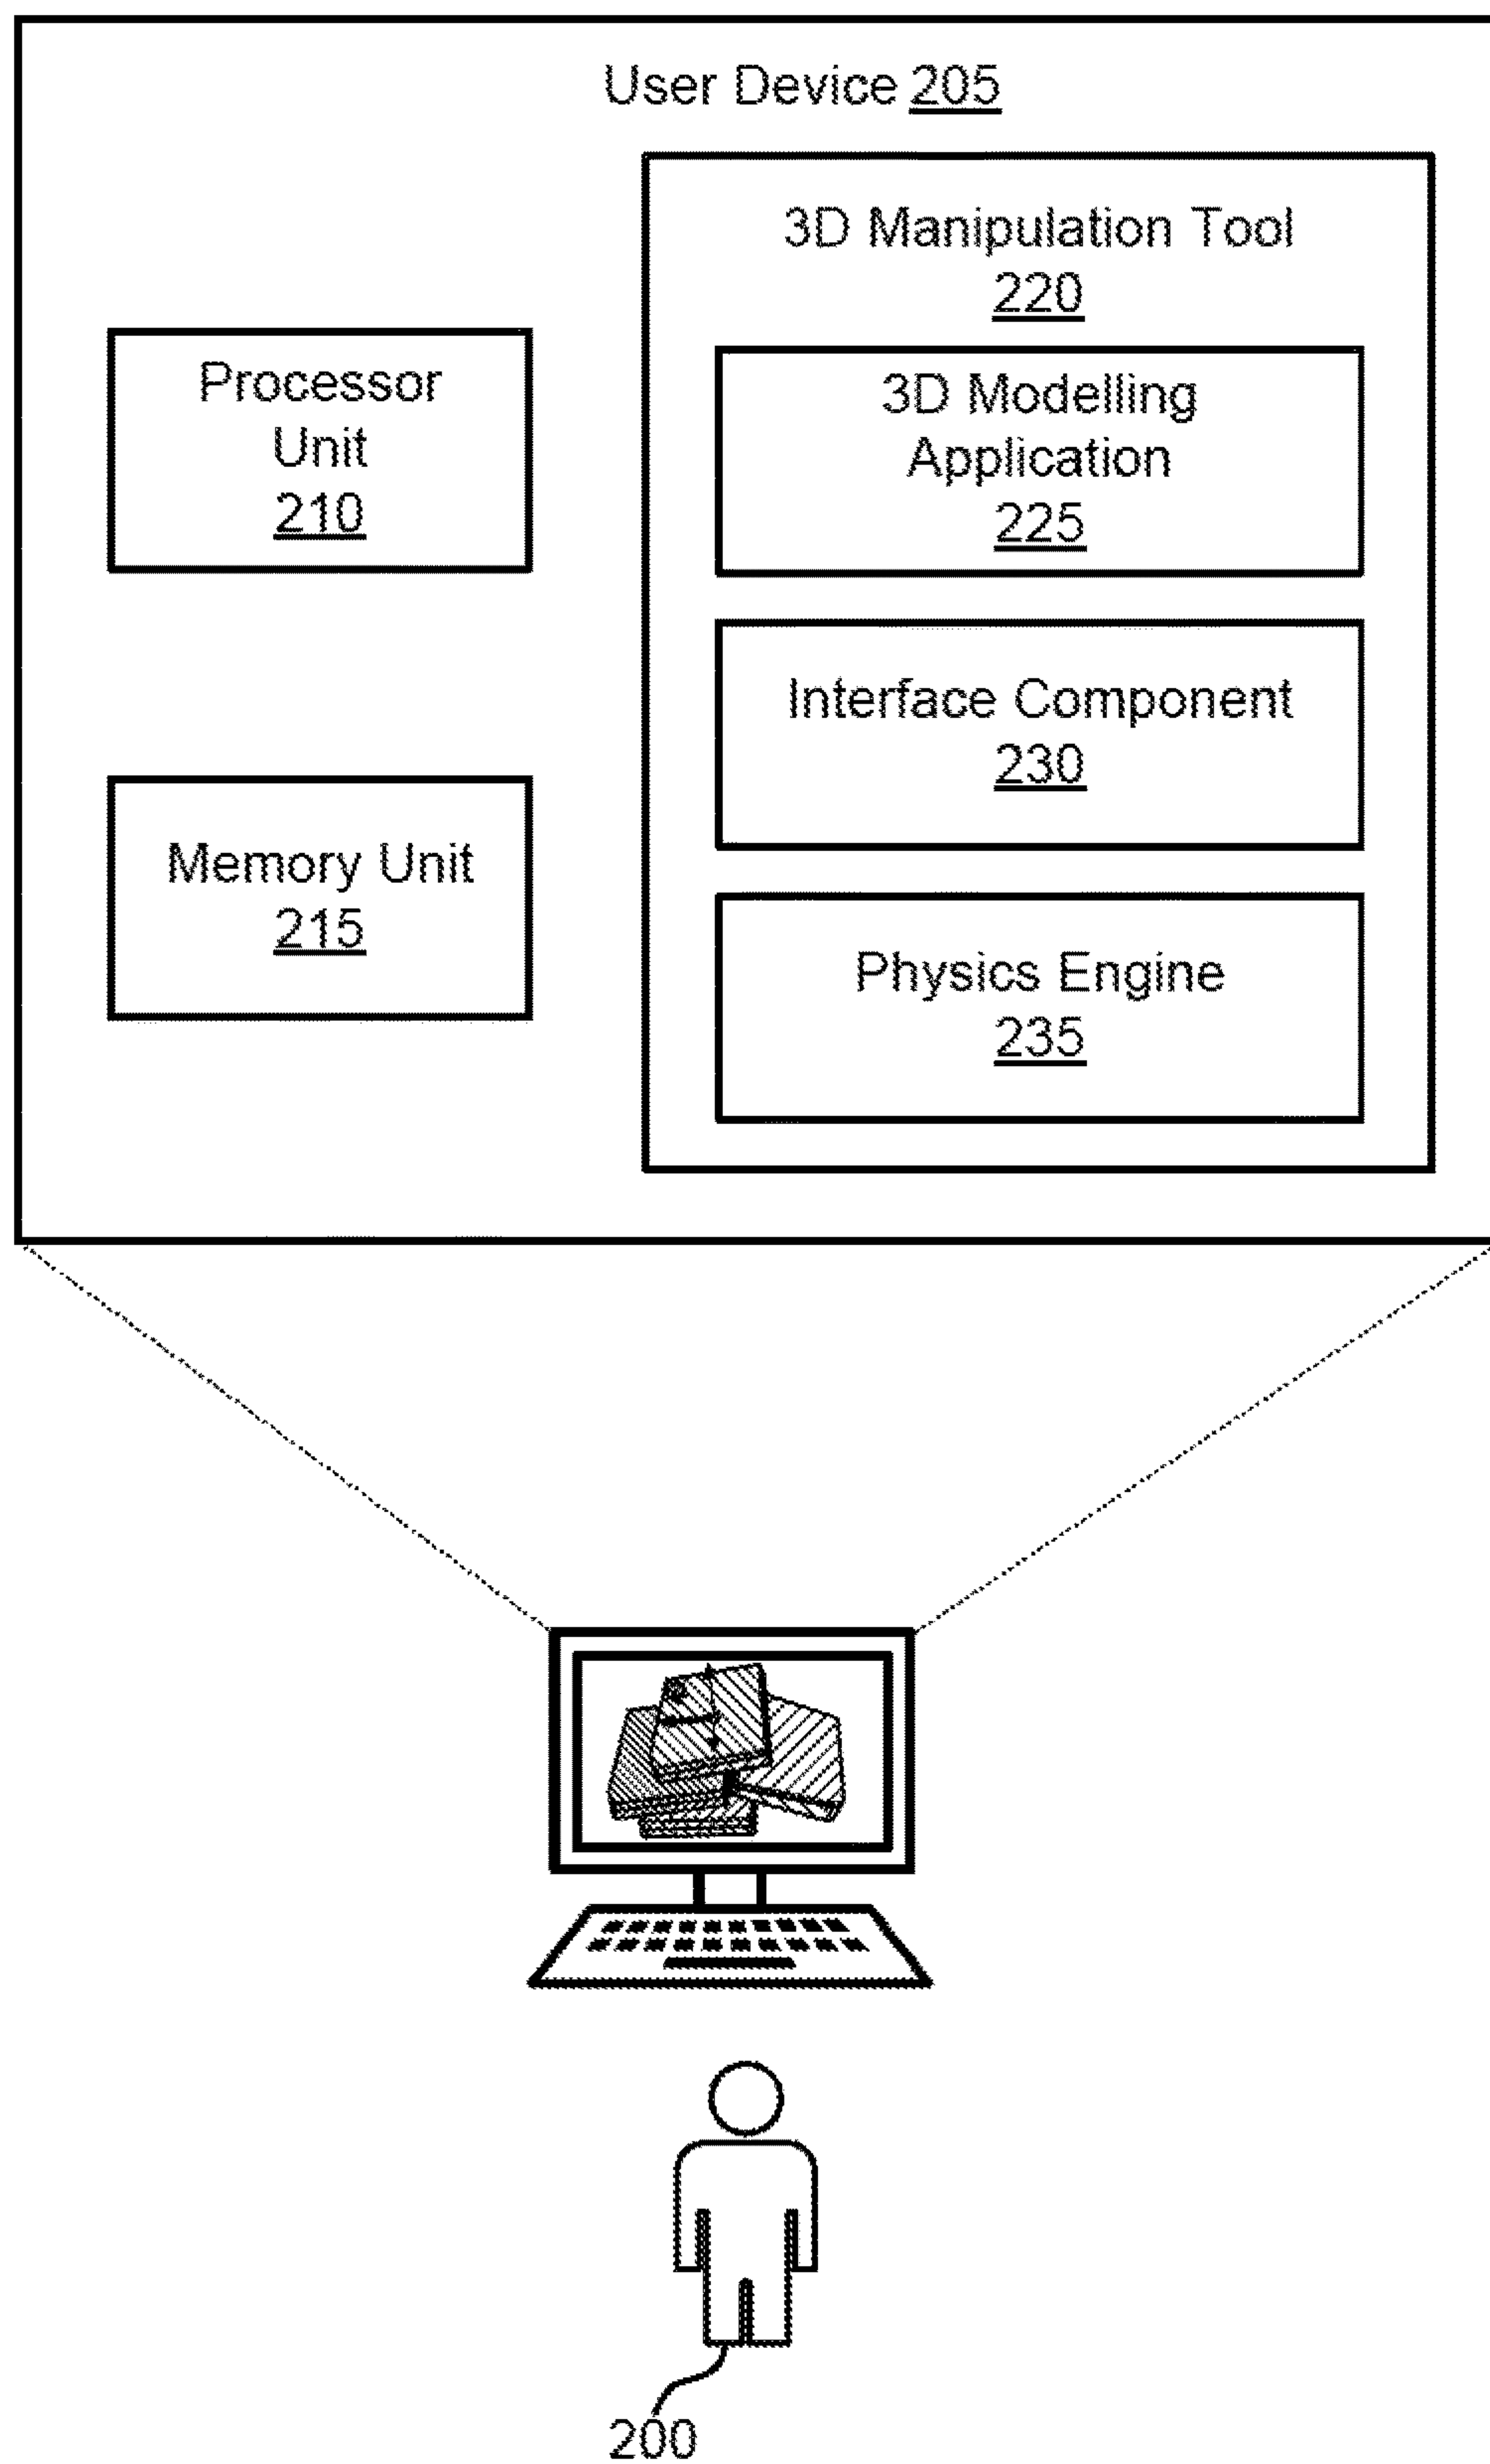 User Device 205
3D Manipulation Tool
220
Processor
Unit
210
3D Modelling
Application
225
Interface Component
230
Memory Unit
215
Physics Engine
235
200